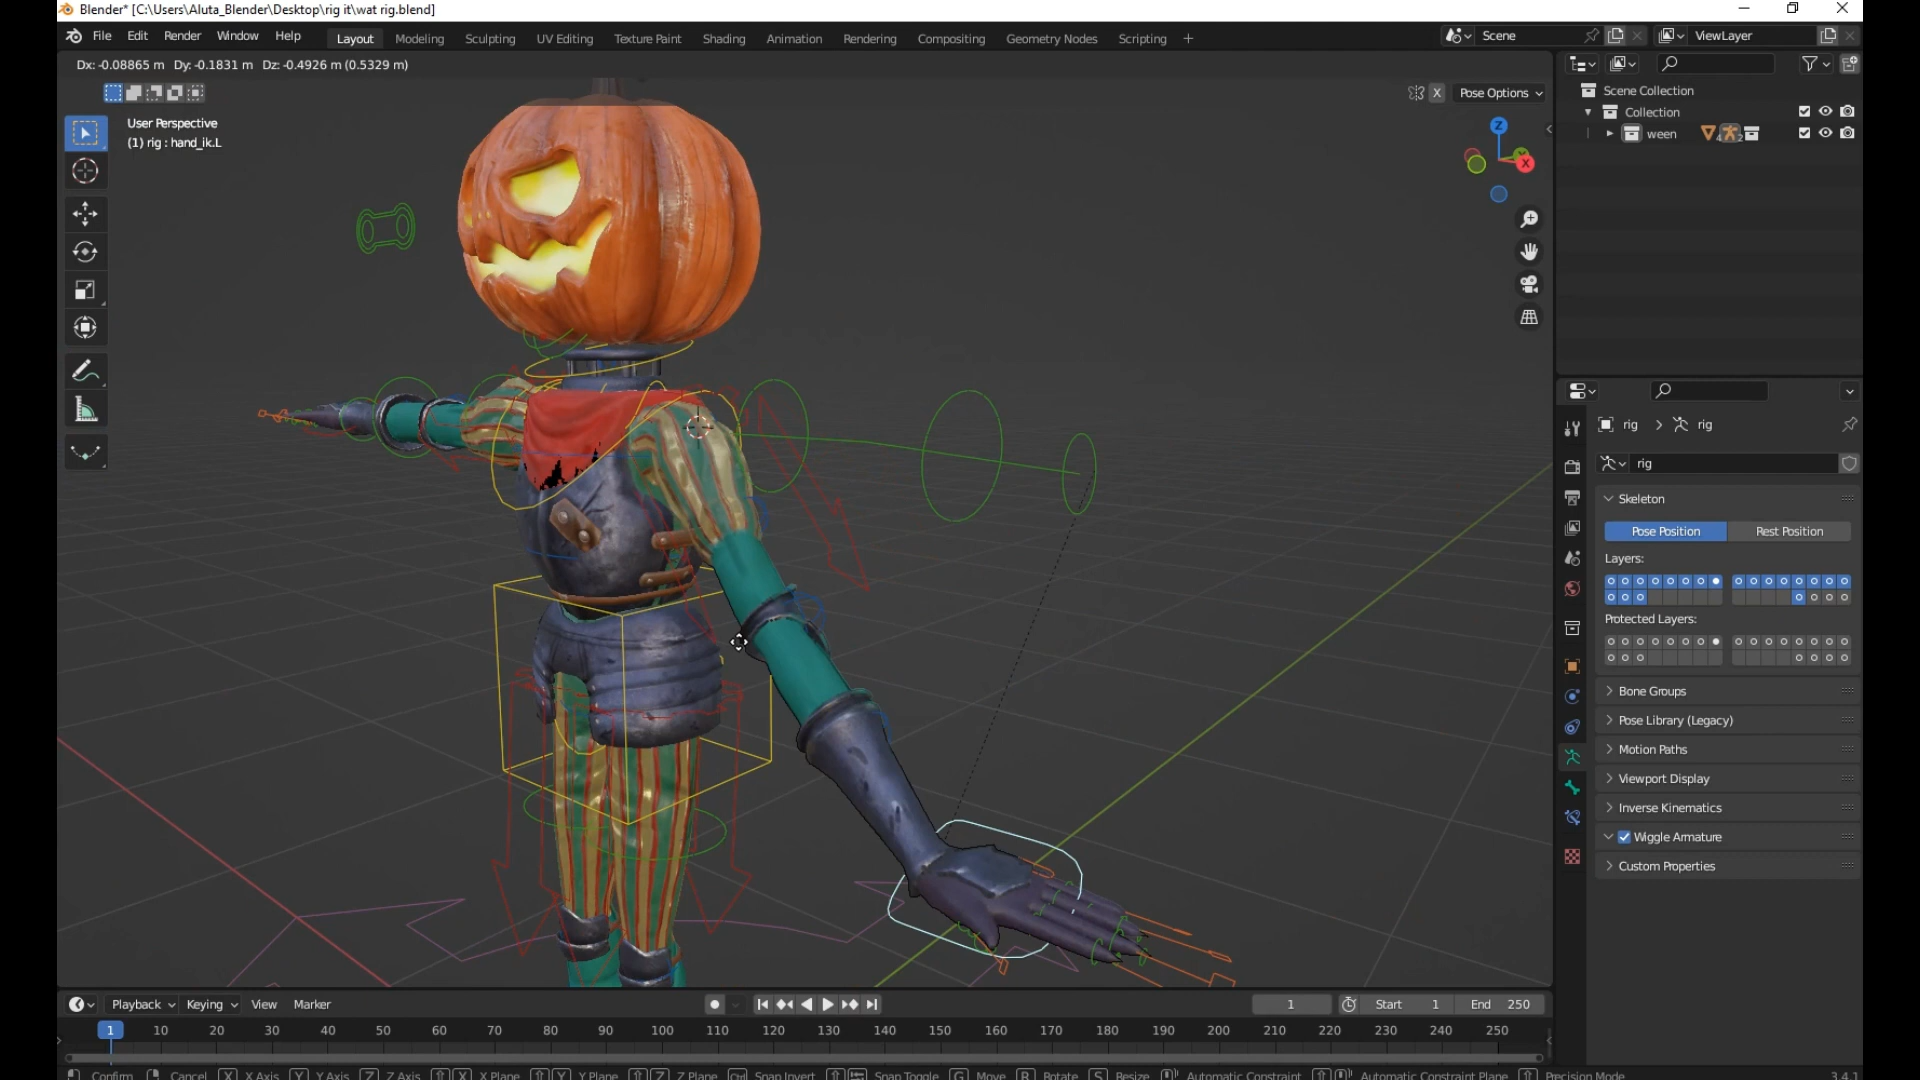 Blender* [C:\Users\Aluta_Blender\Desktop\rig it\wat rig.blend]
File Edit Render Window Help Layout Modeling Sculpting UV Editing Texture Paint Shading Animation Rendering Compositing Geometry Nodes Scripting + Scene ViewLayer
Dx: -0.08865 m Dy: -0.1831 m Dz: -0.4926 m (0.5329 m)
X Pose Options
User Perspective
(1) rig : hand_ik.L
Z
X
Scene Collection
Collection
ween
rig > rig
rig
Skeleton
Pose Position Rest Position
Layers:
Protected Layers:
Bone Groups
Pose Library (Legacy)
Motion Paths
Viewport Display
Inverse Kinematics
Wiggle Armature
Custom Properties
Playback Keying View Marker 1 Start 1 End 250
1 10 20 30 40 50 60 70 80 90 100 110 120 130 140 150 160 170 180 190 200 210 220 230 240 250
Confirm Cancel X X Axis Y Y Axis Z Z Axis X X Plane Y Y Plane Z Z Plane Ctrl Snap Invert Snap Toggle G Move R Rotate S Resize Automatic Constraint Automatic Constraint Plane Precision Mode 3.4.1